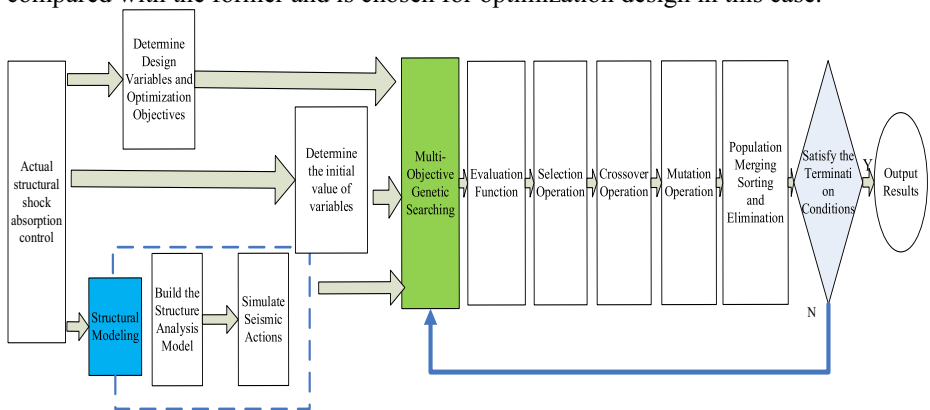 compared with the former and is chosen for optimization design in this case.
Determine
Design
Variables and
Optimization
Objectives
Actual
structural
shock
absorption
control
Determine
the initial
value of
variables
Structural
Modeling
Build the
Structure
Analysis
Model
Simulate
Seismic
Actions
Multi-
Objective
Genetic
Searching
Evaluation
Function
Selection
Operation
Crossover
Operation
Mutation
Operation
Population
Merging
Sorting
and
Elimination
Satisfy the
Terminati
on
Conditions
Y
N
Output
Results